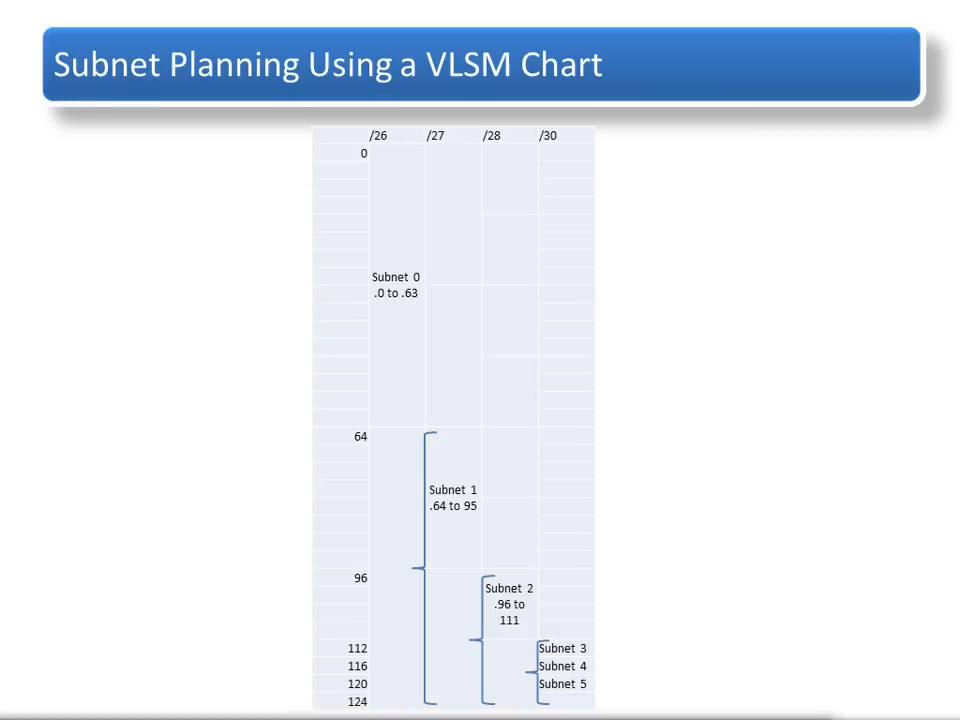 Subnet Planning Using a VLSM Chart
/26 /27 /28 /30
0
Subnet 0
.0 to .63
64
Subnet 1
.64 to 95
96
Subnet 2
.96 to
111
112 Subnet 3
116 Subnet 4
120 Subnet 5
124